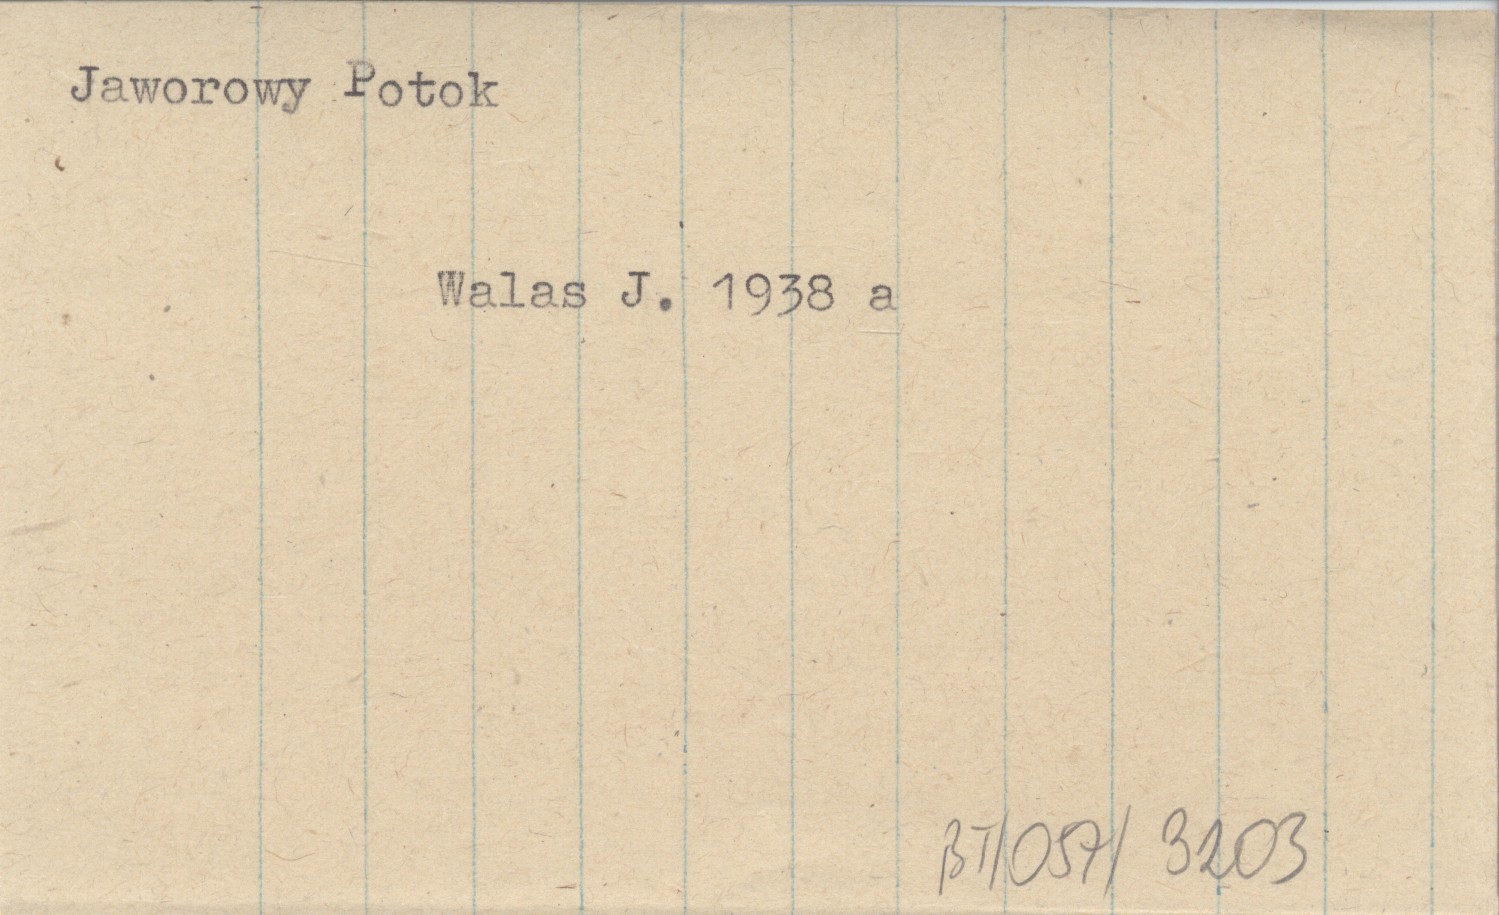 Jaworowy Potok
Walas J. 1938 a
BT/057/ 3203